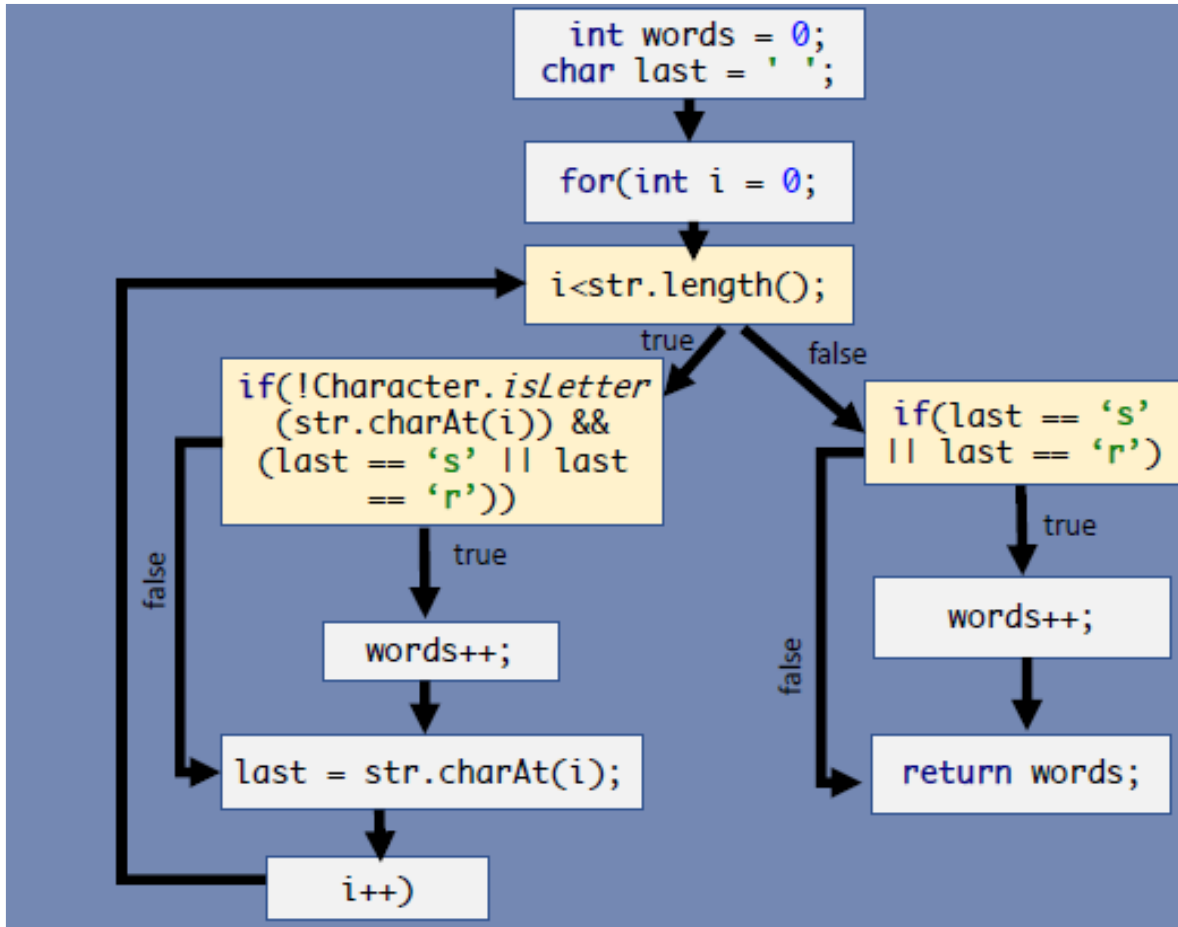 int words = 0;
char last = ' ';
for(int i = 0;
i<str.length();
true
false
if(!Character.isLetter
(str.charAt(i)) &&
(last == ‘s’ || last
== ‘r’))
true
false
words++;
last = str.charAt(i);
i++)
if(last == ‘s’
|| last == ‘r’)
true
false
words++;
return words;